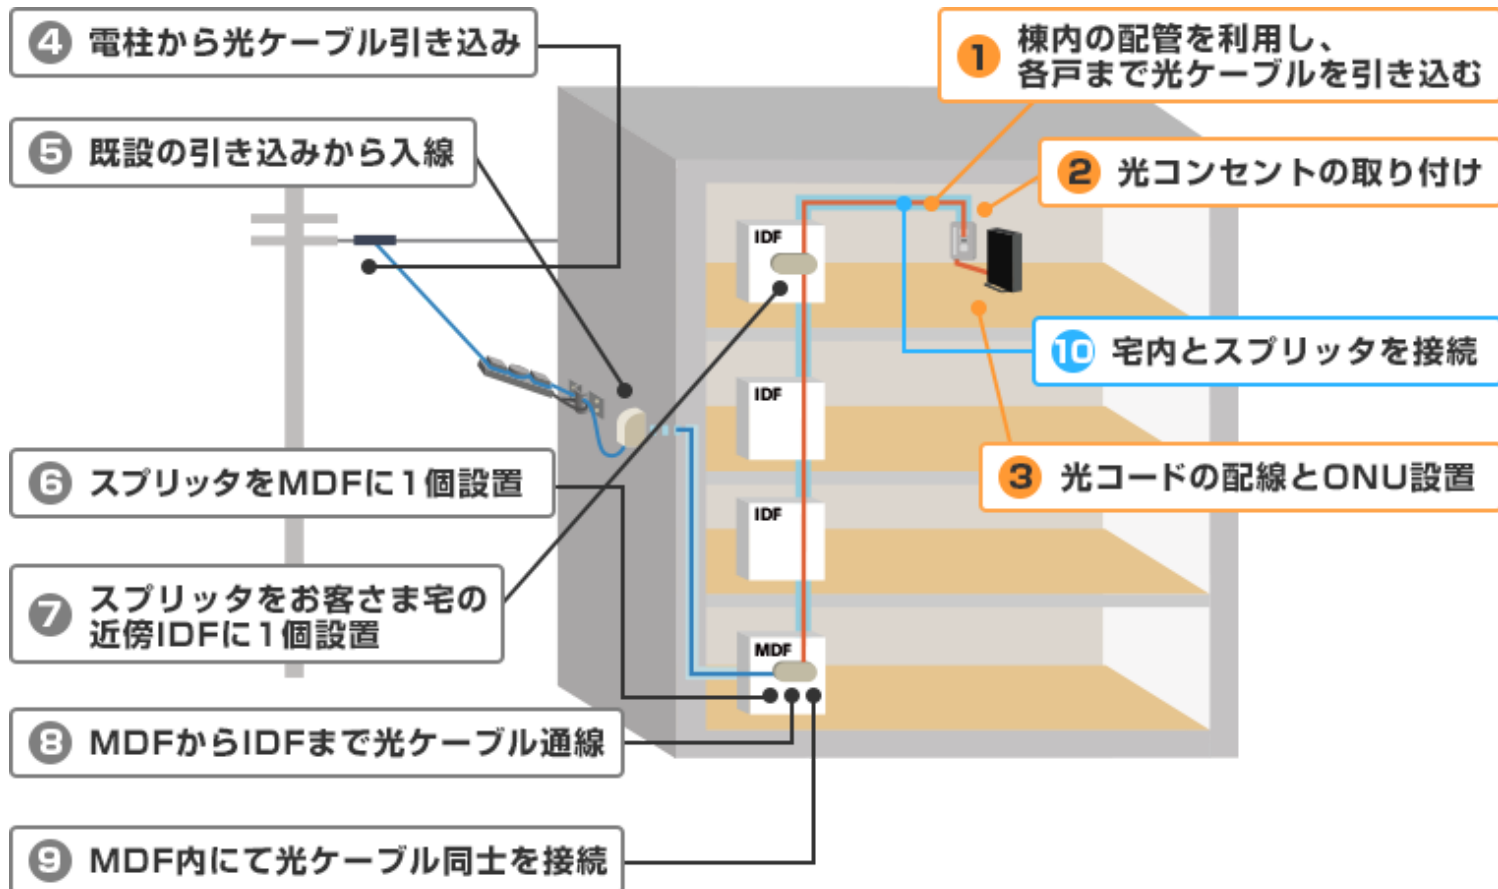 ④ 電柱から光ケーブル引き込み
⑤ 既設の引き込みから入線
⑥ スプリッタをMDFに1個設置
⑦ スプリッタをお客さま宅の
近傍IDFに1個設置
⑧ MDFからIDFまで光ケーブル通線
⑨ MDF内にて光ケーブル同士を接続
IDF
IDF
IDF
MDF
① 棟内の配管を利用し、
各戸まで光ケーブルを引き込む
② 光コンセントの取り付け
⑩ 宅内とスプリッタを接続
③ 光コードの配線とONU設置